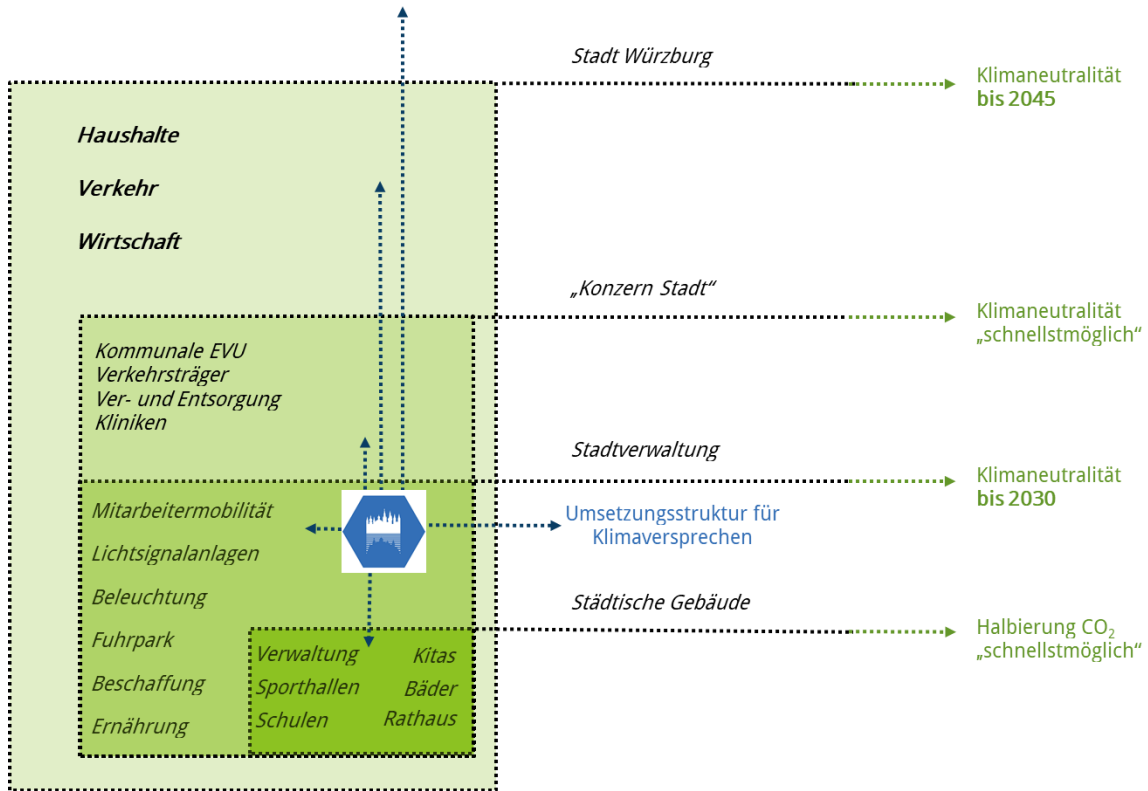 Stadt Würzburg
Klimaneutralität
bis 2045
Haushalte
Verkehr
Wirtschaft
„Konzern Stadt“
Klimaneutralität
„schnellstmöglich“
Kommunale EVU
Verkehrsträger
Ver- und Entsorgung
Kliniken
Stadtverwaltung
Klimaneutralität
bis 2030
Mitarbeitermobilität
Lichtsignalanlagen
Beleuchtung
Fuhrpark
Beschaffung
Ernährung
Umsetzungsstruktur für
Klimaversprechen
Städtische Gebäude
Halbierung CO₂
„schnellstmöglich“
Verwaltung Kitas
Sporthallen Bäder
Schulen Rathaus